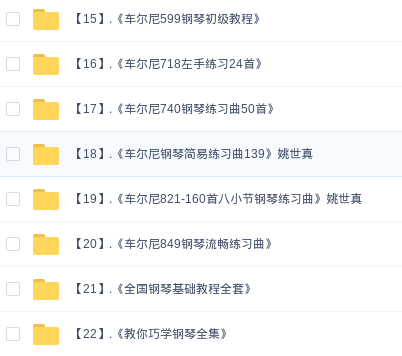 【15】.《车尔尼599钢琴初级教程》
【16】.《车尔尼718左手练习24首》
【17】.《车尔尼740钢琴练习曲50首》
【18】.《车尔尼钢琴简易练习曲139》姚世真
【19】.《车尔尼821-160首八小节钢琴练习曲》姚世真
【20】.《车尔尼849钢琴流畅练习曲》
【21】.《全国钢琴基础教程全套》
【22】.《教你巧学钢琴全集》